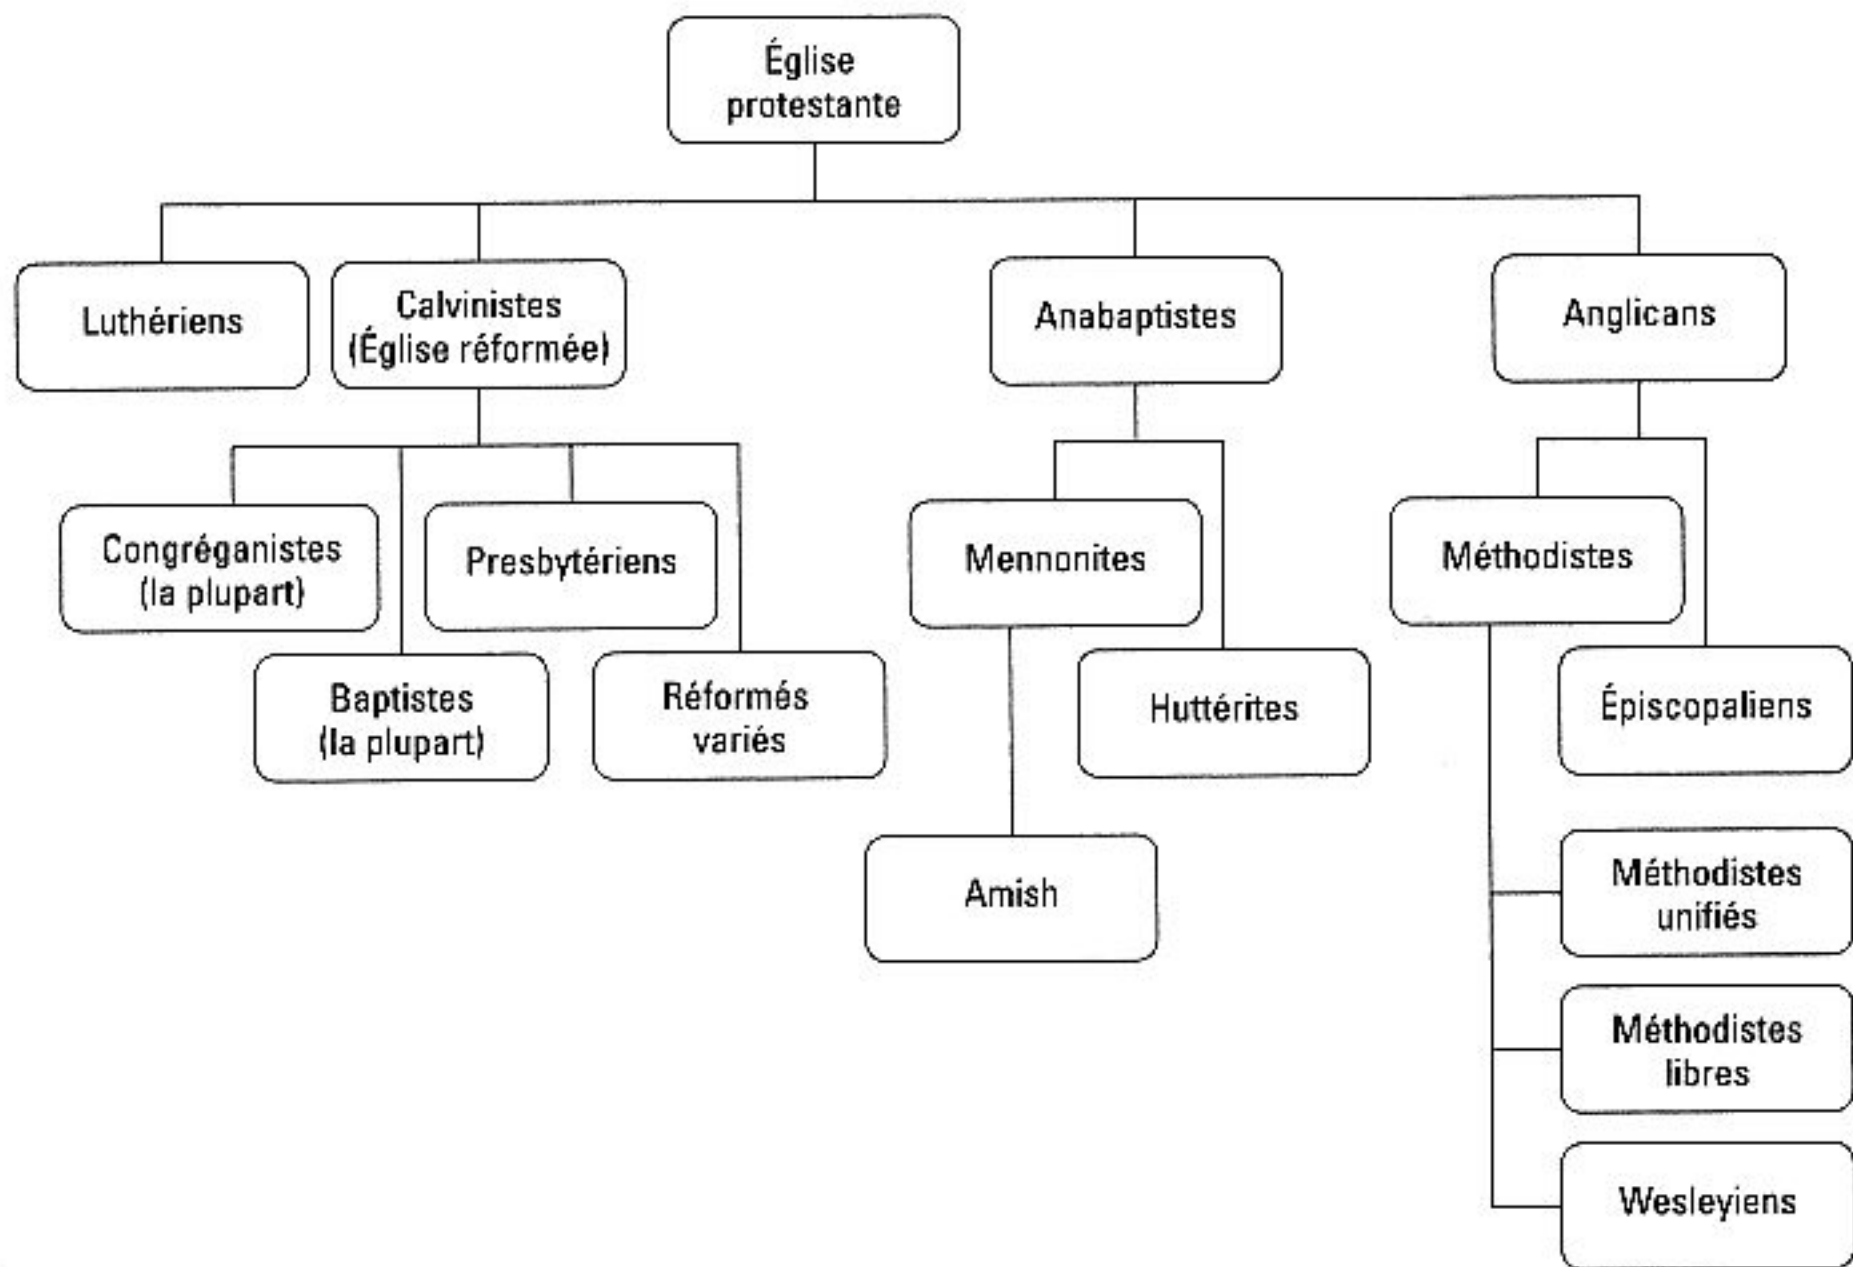 Église
protestante
Luthériens
Calvinistes
(Église réformée)
Anabaptistes
Anglicans
Congréganistes
(la plupart)
Presbytériens
Mennonites
Méthodistes
Baptistes
(la plupart)
Réformés
variés
Huttérites
Épiscopaliens
Amish
Méthodistes
unifiés
Méthodistes
libres
Wesleyiens